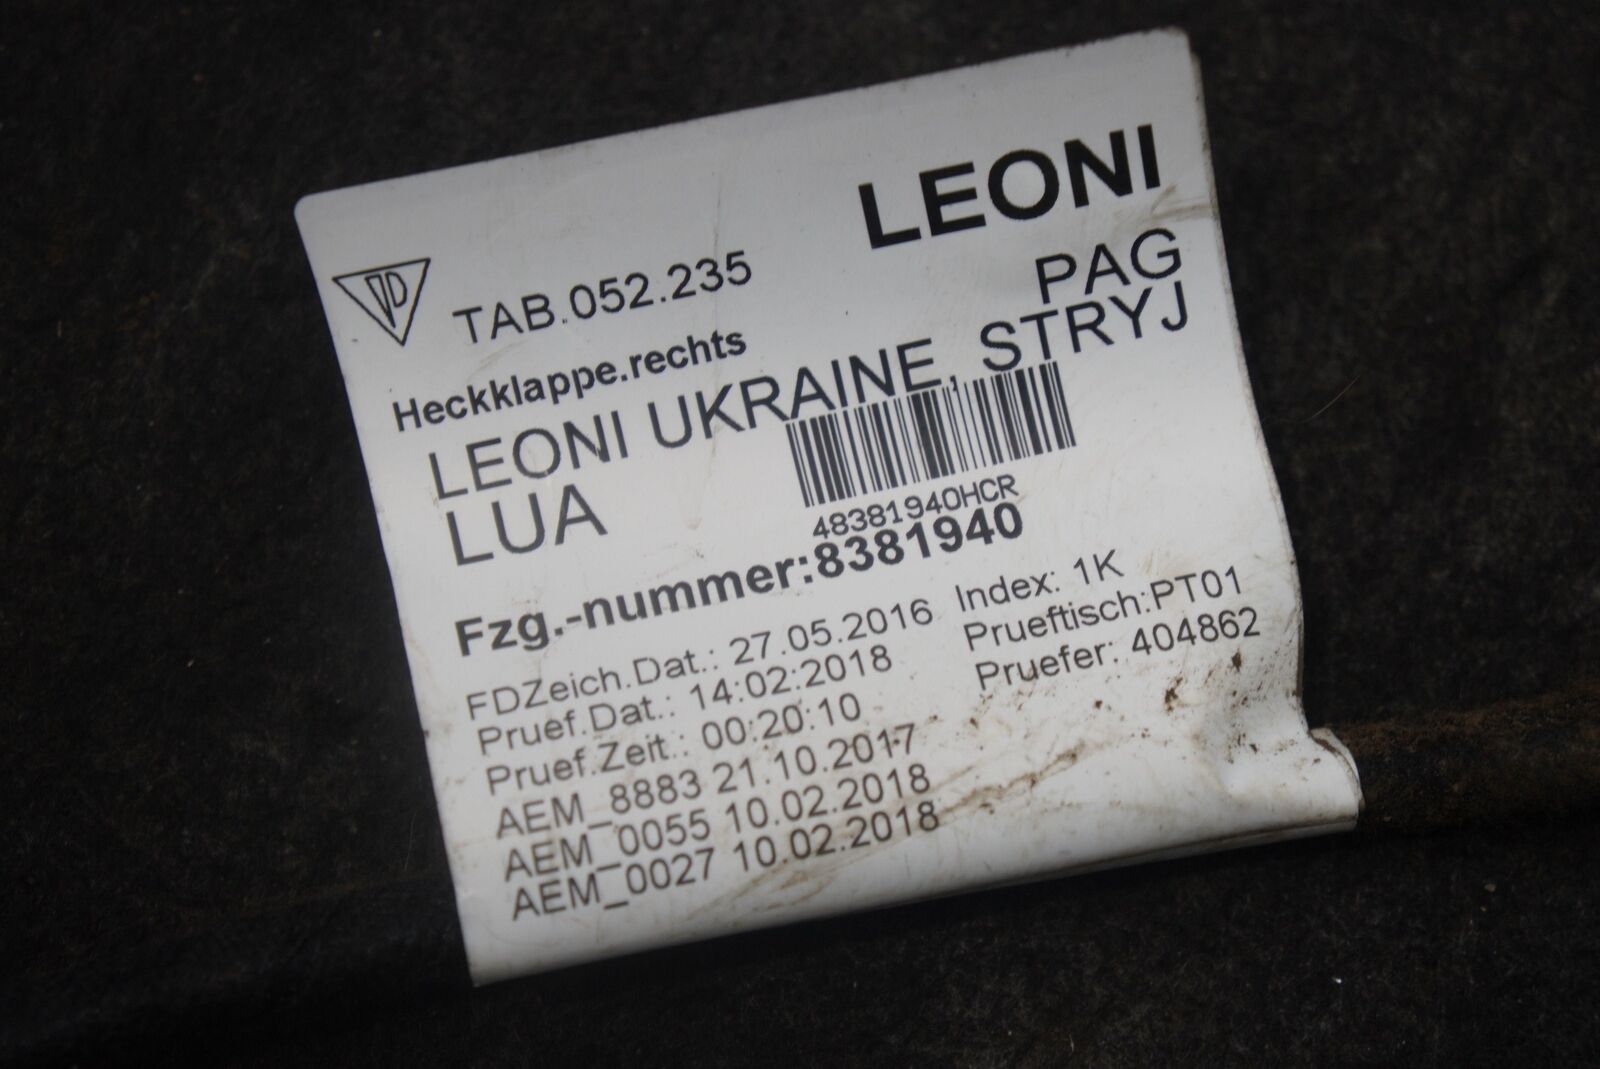 LEONI
TAB.052.235
PAG
Heckklappe.rechts
LEONI UKRAINE, STRYJ
LUA
48381940HCR
Fzg.-nummer:8381940
FDZeich.Dat.: 27.05.2016 Index: 1K
Pruef.Dat.: 14:02:2018 Prueftisch:PT01
Pruef.Zeit.: 00:20:10 Pruefer: 404862
AEM_8883 21.10.2017
AEM_0055 10.02.2018
AEM_0027 10.02.2018